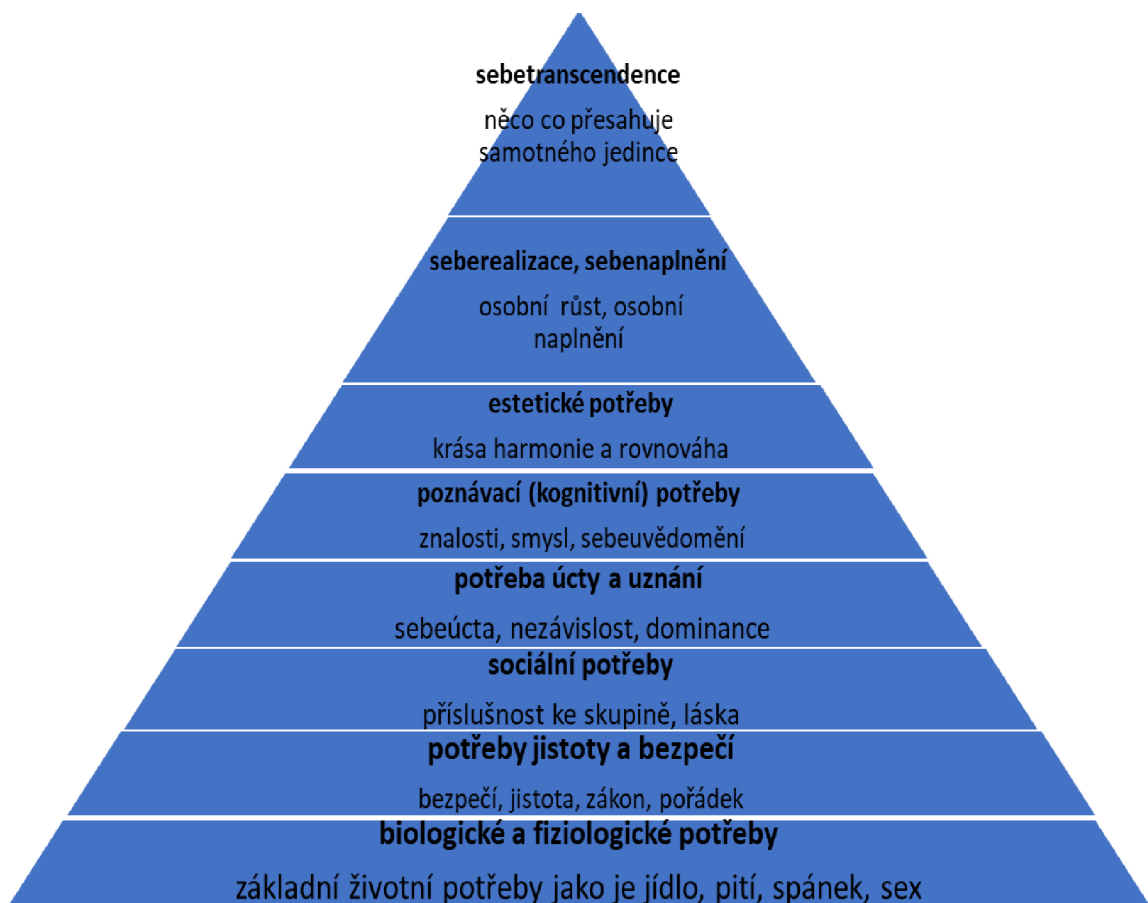 sebetranscendence
něco co přesahuje
samotného jedince
seberealizace, sebenaplnění
osobní růst, osobní
naplnění
estetické potřeby
krása harmonie a rovnováha
poznávací (kognitivní) potřeby
znalosti, smysl, sebeuvědomění
potřeba úcty a uznání
sebeúcta, nezávislost, dominance
sociální potřeby
příslušnost ke skupině, láska
potřeby jistoty a bezpečí
bezpečí, jistota, zákon, pořádek
biologické a fiziologické potřeby
základní životní potřeby jako je jídlo, pití, spánek, sex